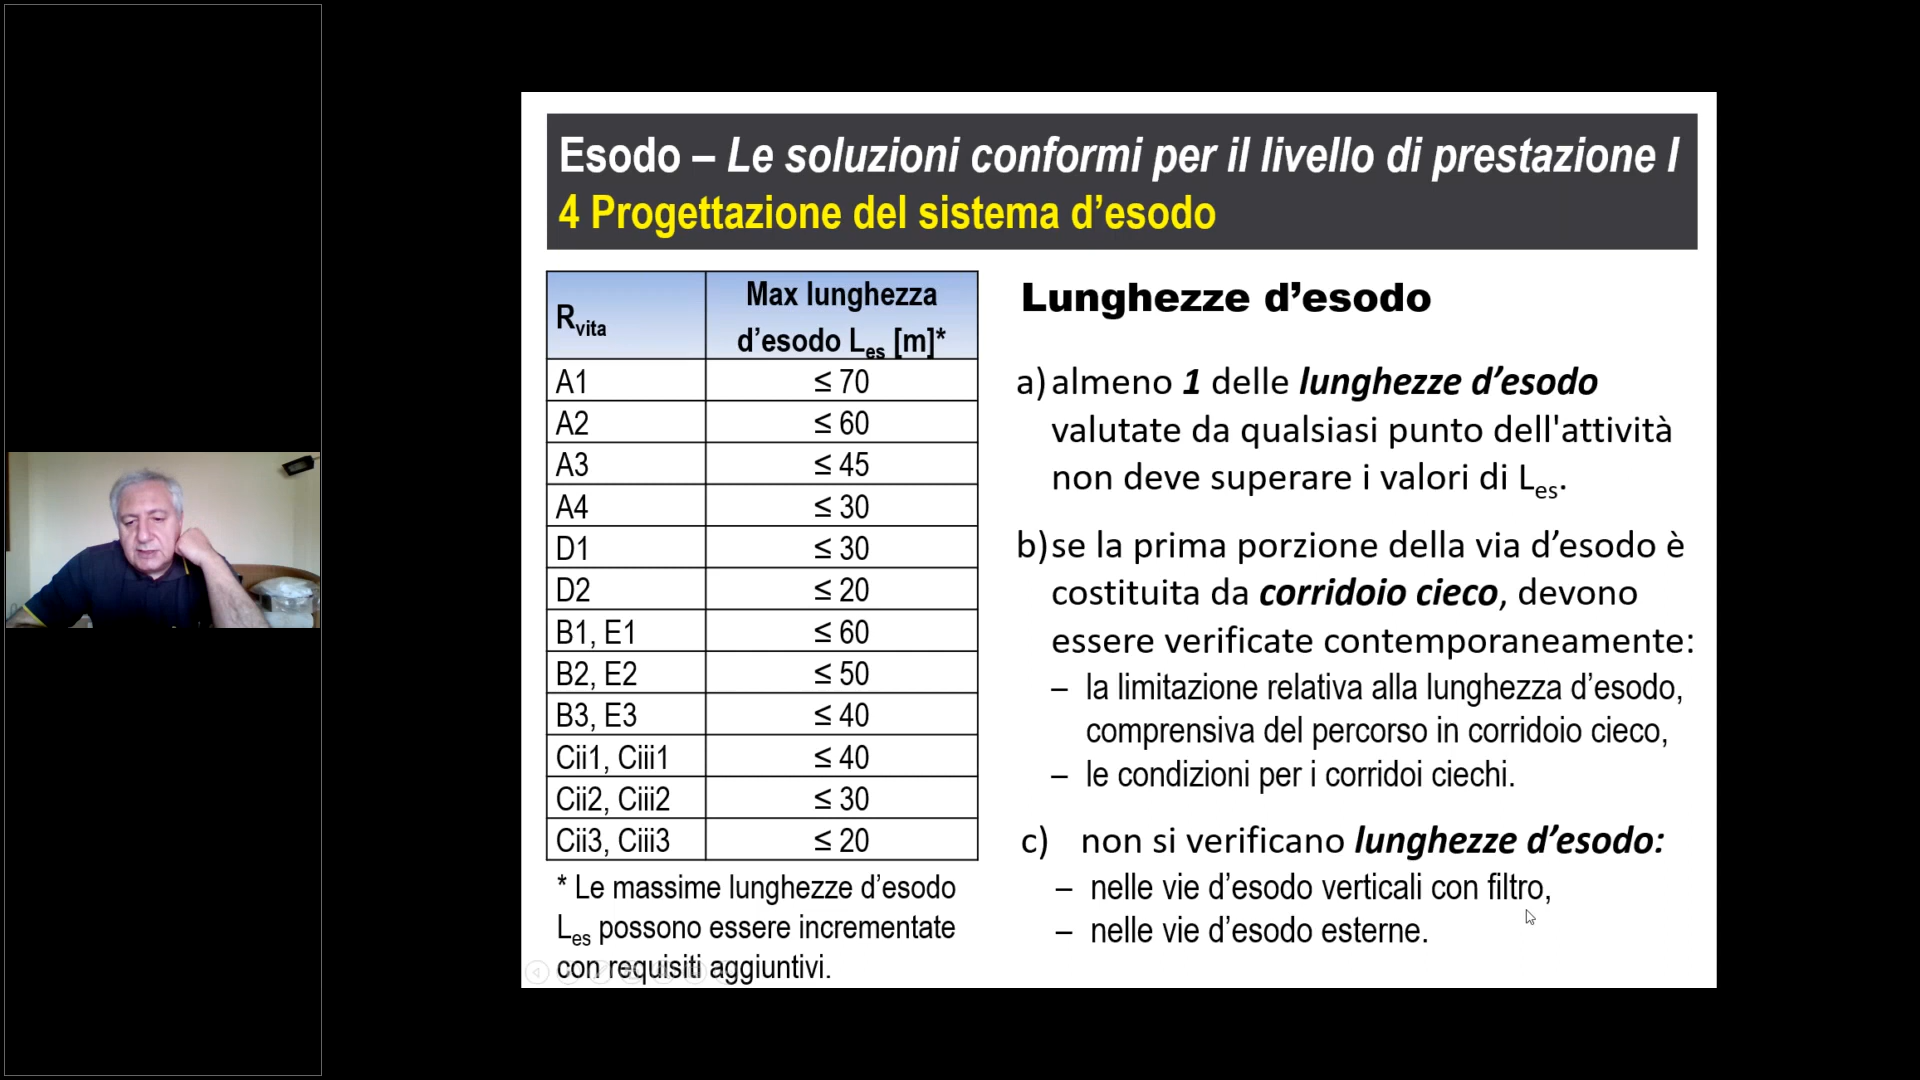 Esodo – Le soluzioni conformi per il livello di prestazione I
4 Progettazione del sistema d’esodo
Rvita
Max lunghezza
d’esodo Les [m]*
A1 ≤ 70
A2 ≤ 60
A3 ≤ 45
A4 ≤ 30
D1 ≤ 30
D2 ≤ 20
B1, E1 ≤ 60
B2, E2 ≤ 50
B3, E3 ≤ 40
Cii1, Ciii1 ≤ 40
Cii2, Ciii2 ≤ 30
Cii3, Ciii3 ≤ 20
* Le massime lunghezze d’esodo
Les possono essere incrementate
con requisiti aggiuntivi.
Lunghezze d’esodo
a) almeno 1 delle lunghezze d’esodo
valutate da qualsiasi punto dell'attività
non deve superare i valori di Les.
b) se la prima porzione della via d’esodo è
costituita da corridoio cieco, devono
essere verificate contemporaneamente:
– la limitazione relativa alla lunghezza d’esodo,
comprensiva del percorso in corridoio cieco,
– le condizioni per i corridoi ciechi.
c) non si verificano lunghezze d’esodo:
– nelle vie d’esodo verticali con filtro,
– nelle vie d’esodo esterne.